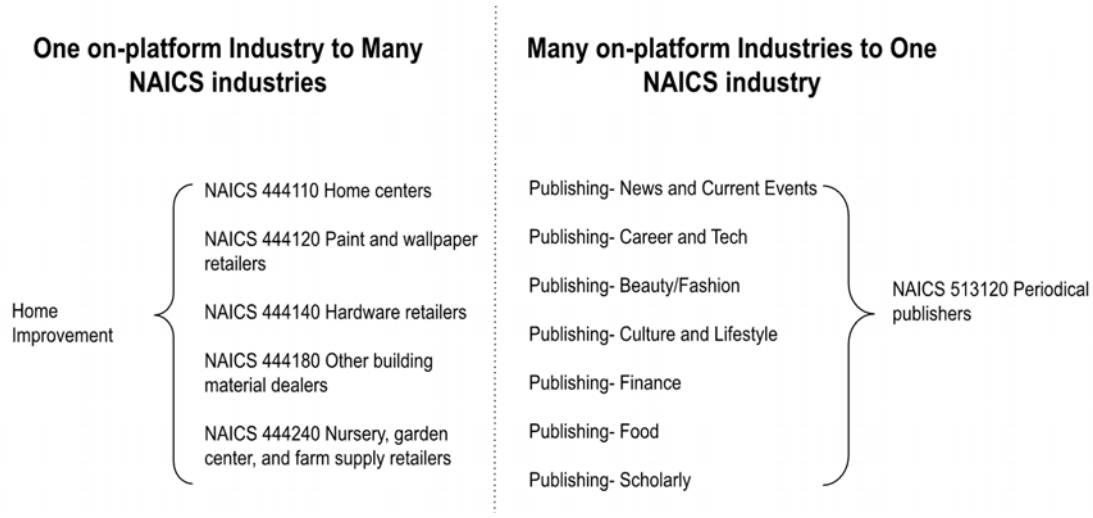 One on-platform Industry to Many
NAICS industries
Home
Improvement
NAICS 444110 Home centers
NAICS 444120 Paint and wallpaper
retailers
NAICS 444140 Hardware retailers
NAICS 444180 Other building
material dealers
NAICS 444240 Nursery, garden
center, and farm supply retailers
Many on-platform Industries to One
NAICS industry
Publishing- News and Current Events
Publishing- Career and Tech
Publishing- Beauty/Fashion
Publishing- Culture and Lifestyle
Publishing- Finance
Publishing- Food
Publishing- Scholarly
NAICS 513120 Periodical
publishers